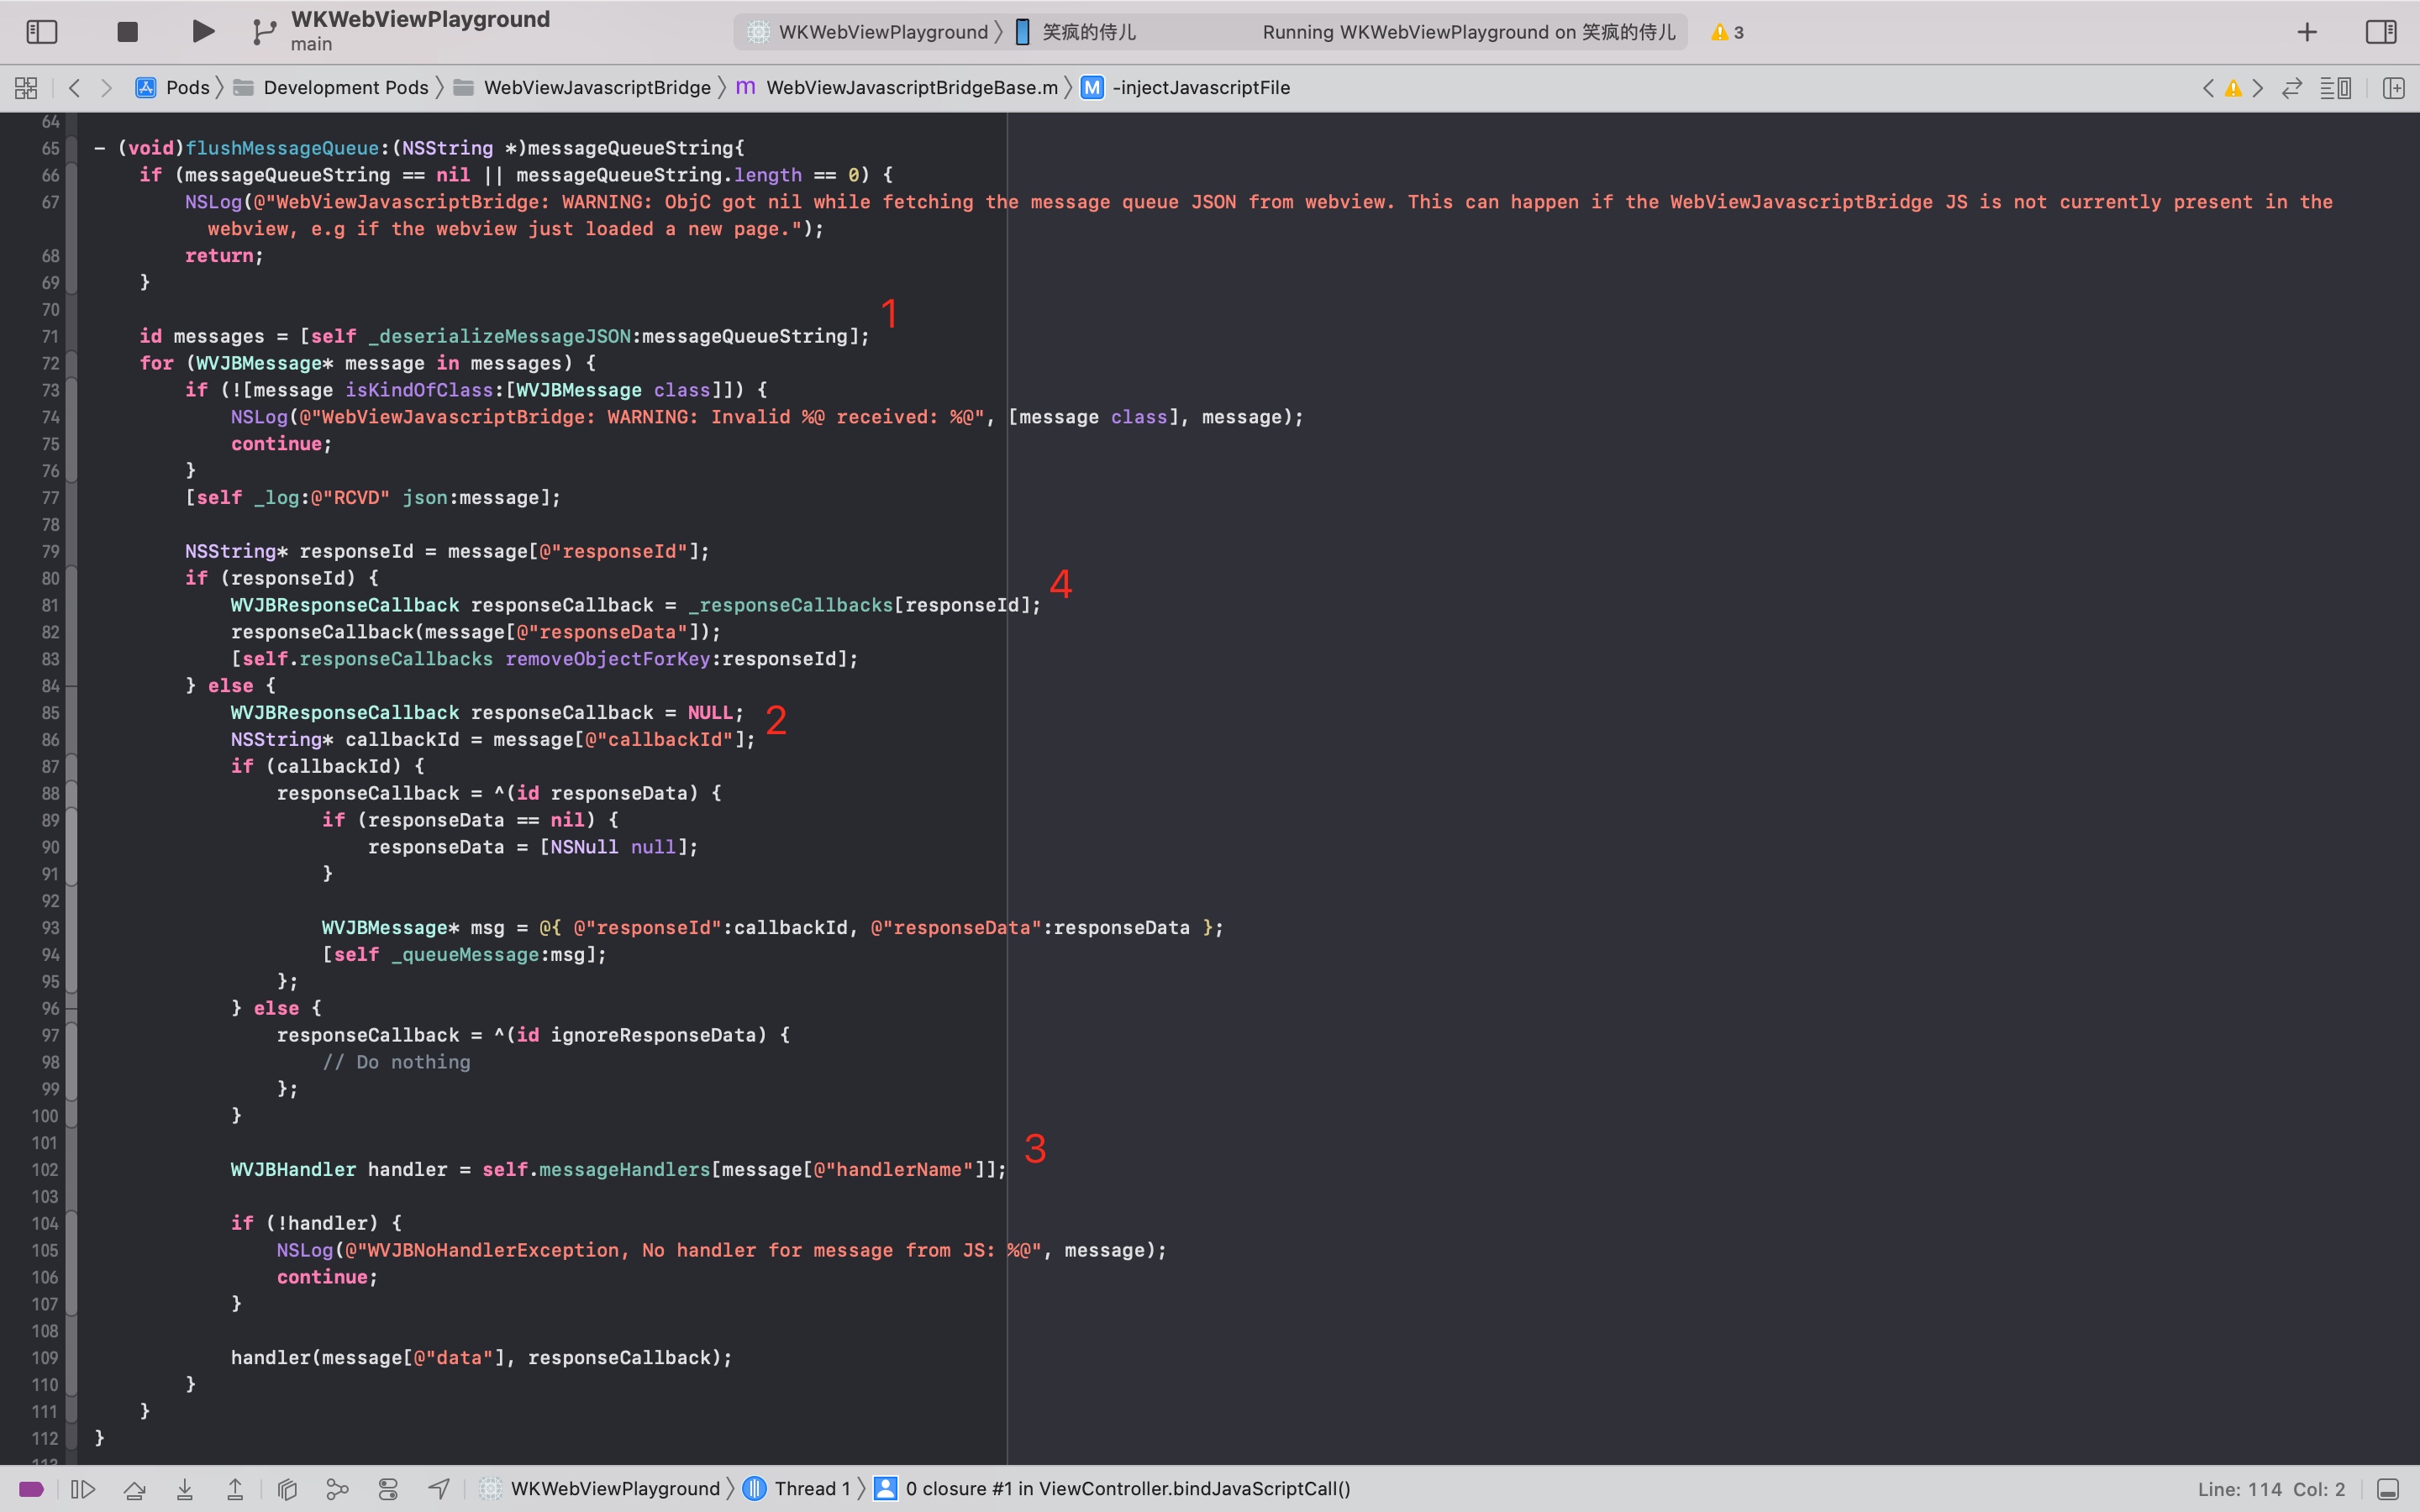 WKWebViewPlayground
main
WKWebViewPlayground 〉 笑疯的侍儿
Running WKWebViewPlayground on 笑疯的侍儿
3
Pods 〉 Development Pods 〉 WebViewJavascriptBridge 〉 m WebViewJavascriptBridgeBase.m 〉 M -injectJavascriptFile
64
65 - (void)flushMessageQueue:(NSString *)messageQueueString{
66 if (messageQueueString == nil || messageQueueString.length == 0) {
67 NSLog(@"WebViewJavascriptBridge: WARNING: ObjC got nil while fetching the message queue JSON from webview. This can happen if the WebViewJavascriptBridge JS is not currently present in the
webview, e.g if the webview just loaded a new page.");
68 return;
69 }
70
1
71 id messages = [self _deserializeMessageJSON:messageQueueString];
72 for (WVJBMessage* message in messages) {
73 if (![message isKindOfClass:[WVJBMessage class]]) {
74 NSLog(@"WebViewJavascriptBridge: WARNING: Invalid %@ received: %@", [message class], message);
75 continue;
76 }
77 [self _log:@"RCVD" json:message];
78
79 NSString* responseId = message[@"responseId"];
80 if (responseId) {
4
81 WVJBResponseCallback responseCallback = _responseCallbacks[responseId];
82 responseCallback(message[@"responseData"]);
83 [self.responseCallbacks removeObjectForKey:responseId];
84 } else {
85 WVJBResponseCallback responseCallback = NULL;
2
86 NSString* callbackId = message[@"callbackId"];
87 if (callbackId) {
88 responseCallback = ^(id responseData) {
89 if (responseData == nil) {
90 responseData = [NSNull null];
91 }
92
93 WVJBMessage* msg = @{ @"responseId":callbackId, @"responseData":responseData };
94 [self _queueMessage:msg];
95 };
96 } else {
97 responseCallback = ^(id ignoreResponseData) {
98 // Do nothing
99 };
100 }
101
3
102 WVJBHandler handler = self.messageHandlers[message[@"handlerName"]];
103
104 if (!handler) {
105 NSLog(@"WVJBNoHandlerException, No handler for message from JS: %@", message);
106 continue;
107 }
108
109 handler(message[@"data"], responseCallback);
110 }
111 }
112 }
113
WKWebViewPlayground 〉 Thread 1 〉 0 closure #1 in ViewController.bindJavaScriptCall()
Line: 114 Col: 2